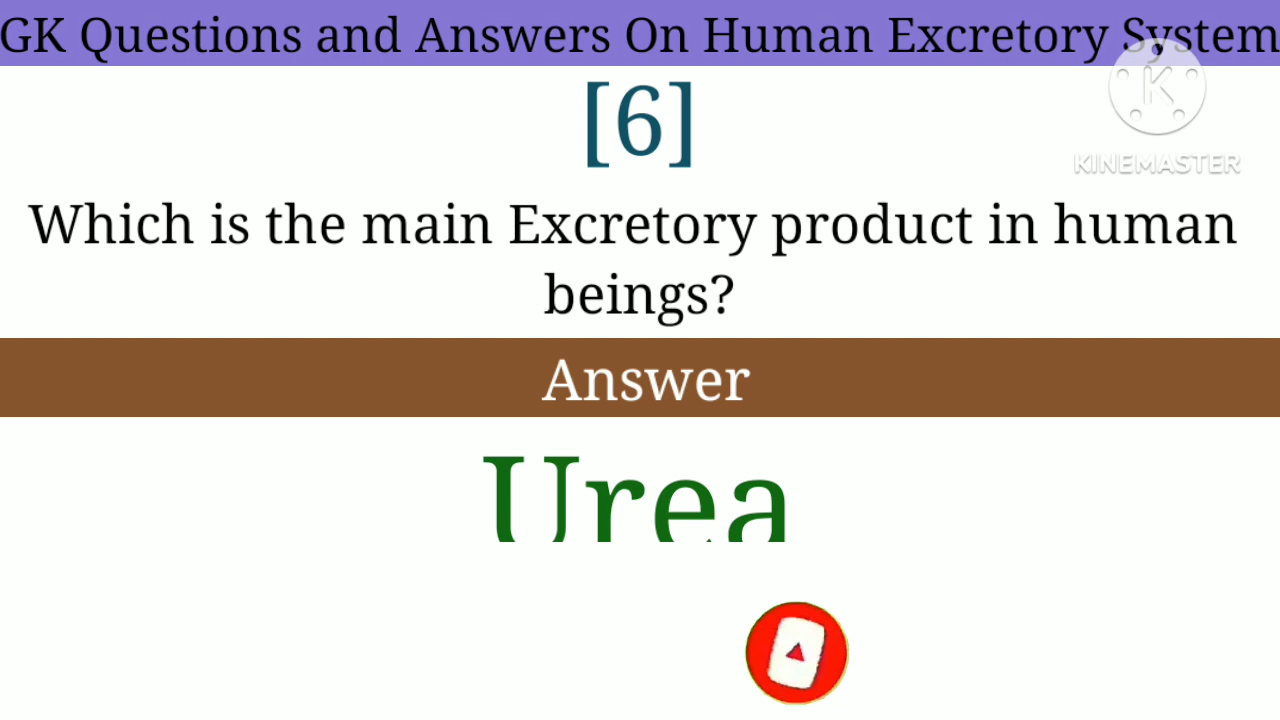 GK Questions and Answers On Human Excretory System
[6]
KINEMASTER
Which is the main Excretory product in human
beings?
Answer
Urea